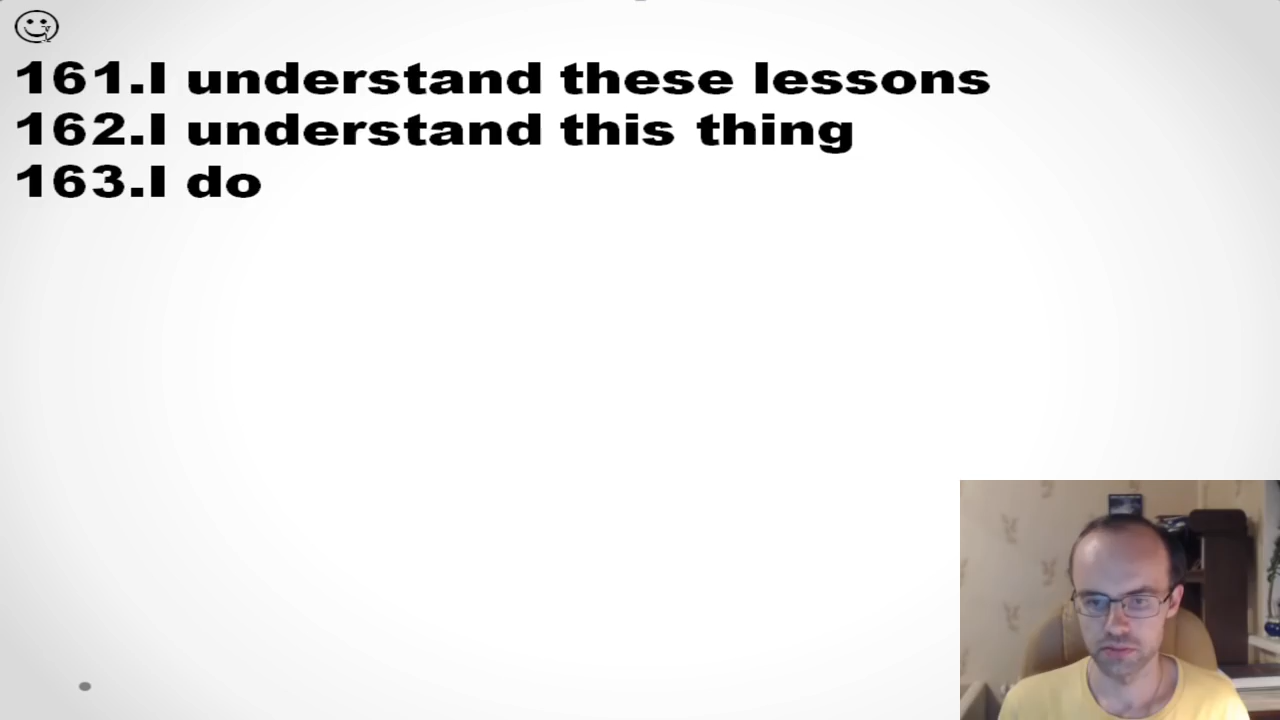 161.I understand these lessons
162.I understand this thing
163.I do